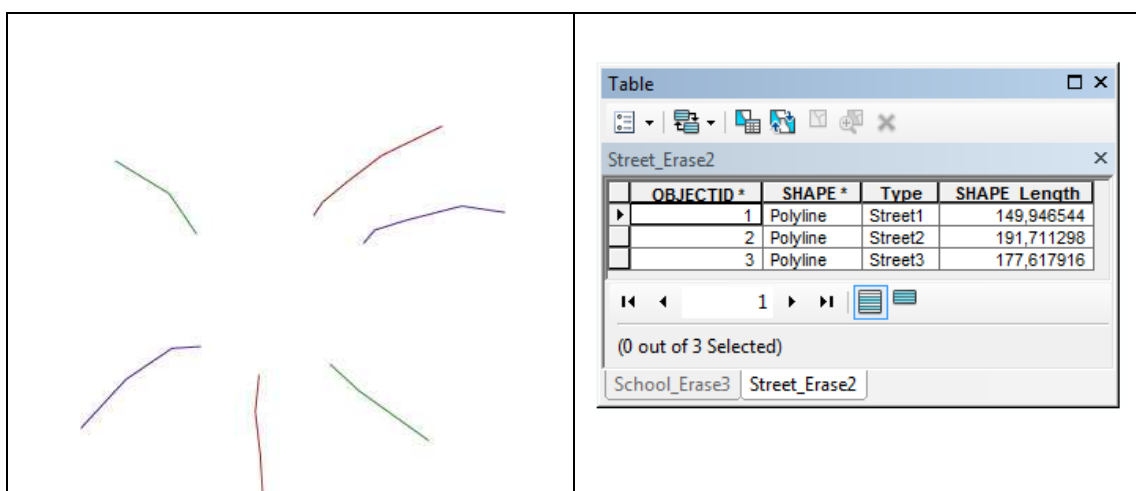 Table
Street_Erase2
OBJECTID * SHAPE * Type SHAPE_Length
1 Polyline Street1 149,946544
2 Polyline Street2 191,711298
3 Polyline Street3 177,617916
1
(0 out of 3 Selected)
School_Erase3 Street_Erase2